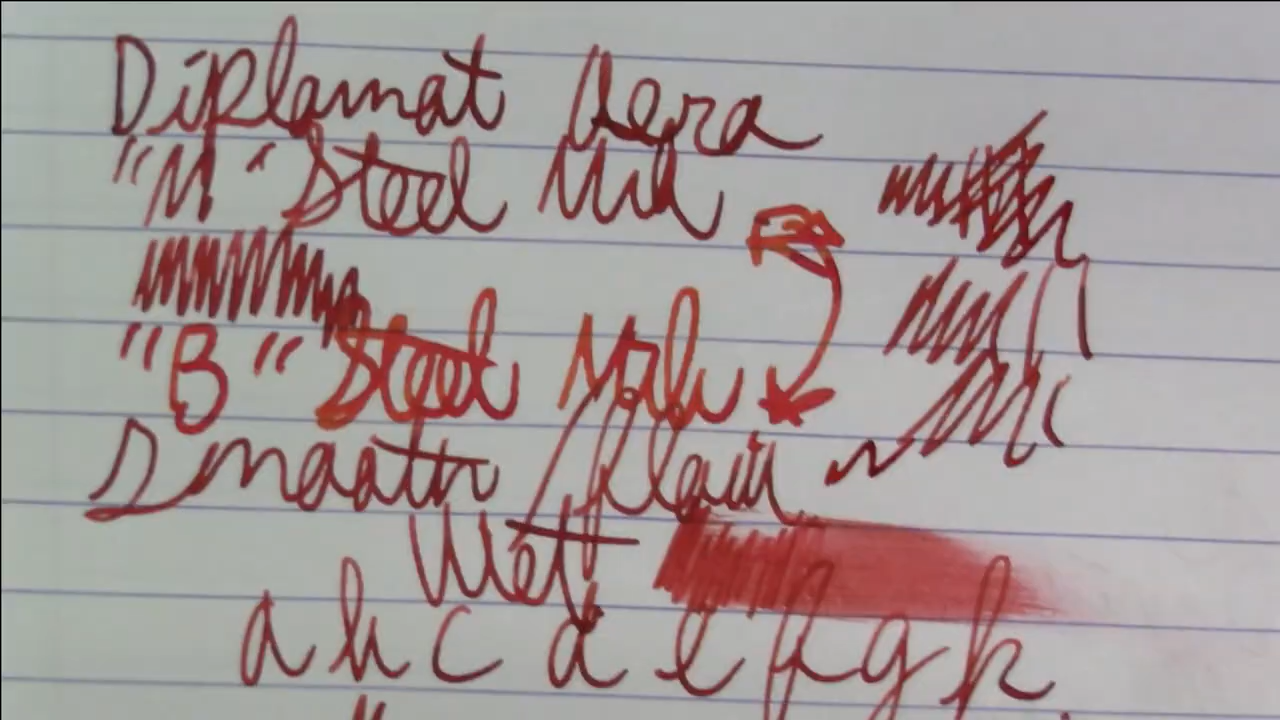 Diplomat Aero
"M" Steel Nib
"B" Steel Nib
Smooth / flow
Wet
a b c d e f g h